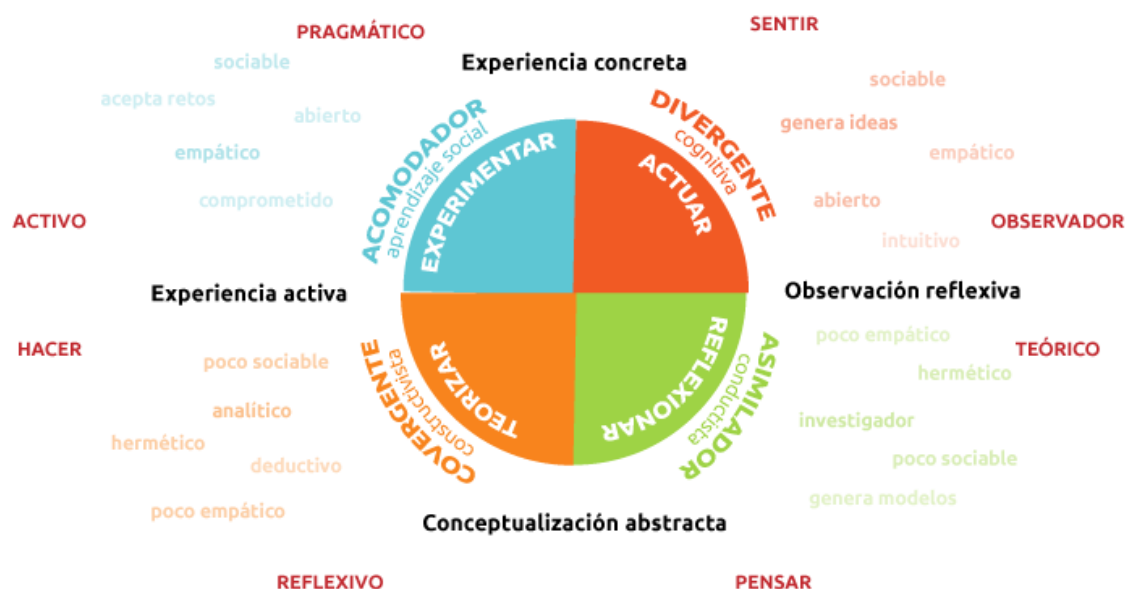 PRAGMÁTICO
SENTIR
Experiencia concreta
sociable
acepta retos
abierto
empático
comprometido
ACOMODADOR
aprendizaje social
EXPERIMENTAR
DIVERGENTE
cognitiva
ACTUAR
sociable
genera ideas
empático
abierto
intuitivo
ACTIVO
OBSERVADOR
Experiencia activa
Observación reflexiva
HACER
TEÓRICO
poco sociable
analítico
hermético
deductivo
poco empático
COVERGENTE
constructivista
TEORIZAR
REFLEXIONAR
conductista
ASIMILADOR
poco empático
hermético
investigador
poco sociable
genera modelos
Conceptualización abstracta
REFLEXIVO
PENSAR